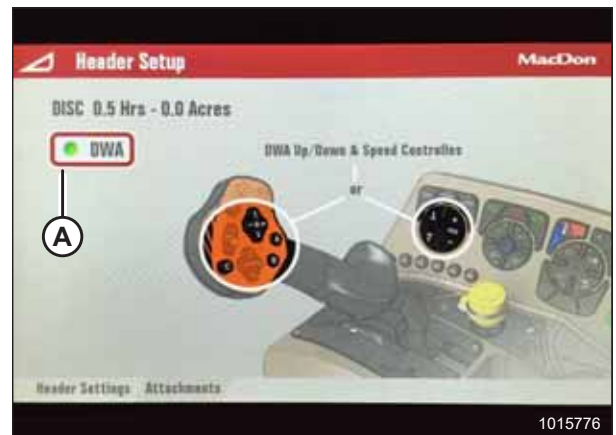 Header Setup MacDon
DISC 0.5 Hrs - 0.0 Acres
DWA
DWA Up/Down & Speed Controlles
or
A
Header Settings Attachments
1015776